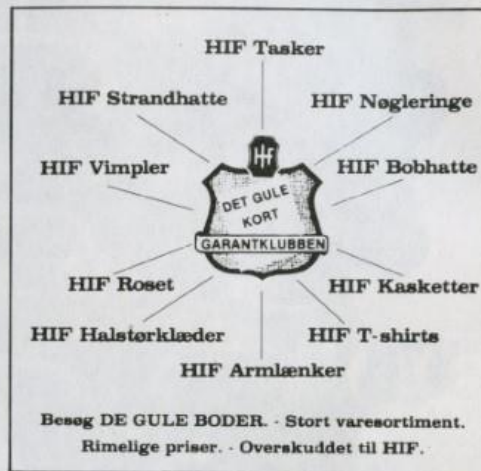 HIF Tasker
HIF Strandhatte
HIF Nøgleringe
HIF Vimpler
HIF
HIF Bobhatte
DET GULE
KORT
GARANTKLUBBEN
HIF Roset
HIF Kasketter
HIF Halstørklæder
HIF T-shirts
HIF Armlænker
Besøg DE GULE BODER. - Stort varesortiment.
Rimelige priser. - Overskuddet til HIF.